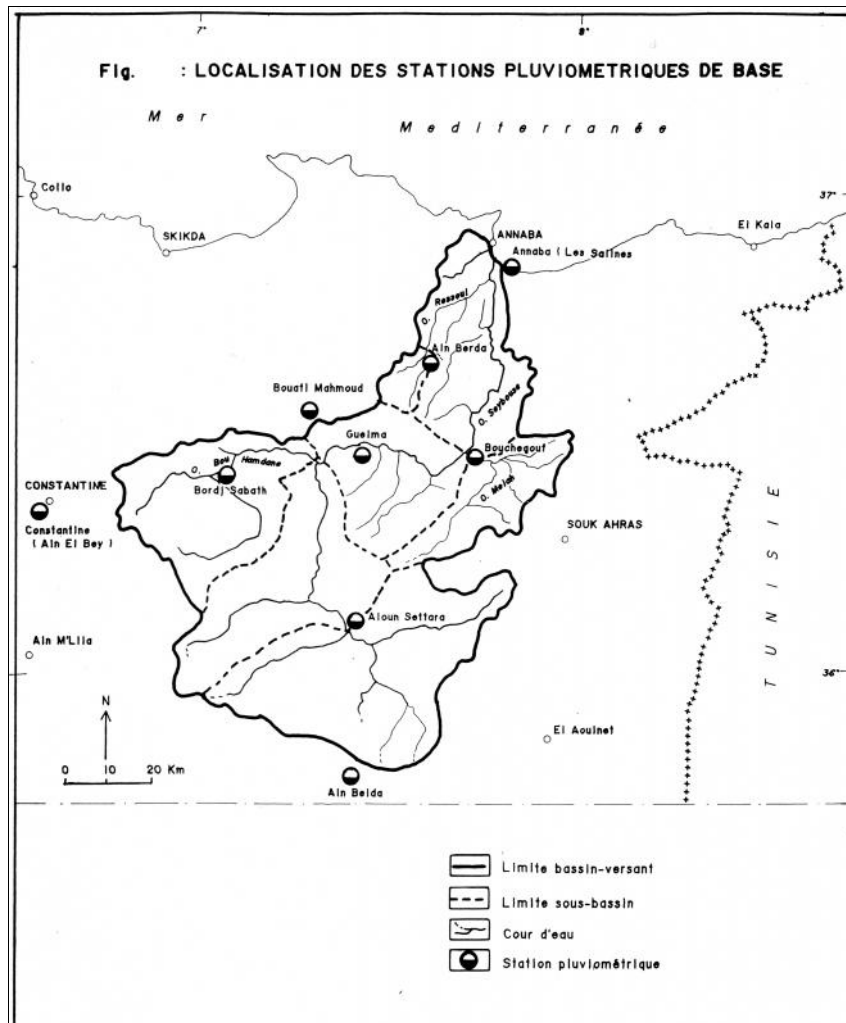 7°
8°
Fig. : LOCALISATION DES STATIONS PLUVIOMETRIQUES DE BASE
Mer
Mediterranée
Collo
37°
SKIKDA
ANNABA
El Kala
Annaba (Les Salines
O. Ressoul
Ain Berda
Bouati Mahmoud
O. Seybouse
Guelma
Bouchegouf
O. Bou Hamdane
Bordj Sabath
O. Melah
CONSTANTINE
Constantine
(Ain El Bey)
SOUK AHRAS
TUNISIE
Aioun Settara
Ain M'Lila
36°
N
El Aouinet
0 10 20 Km
Ain Beida
Limite bassin-versant
Limite sous-bassin
Cour d'eau
Station pluviométrique